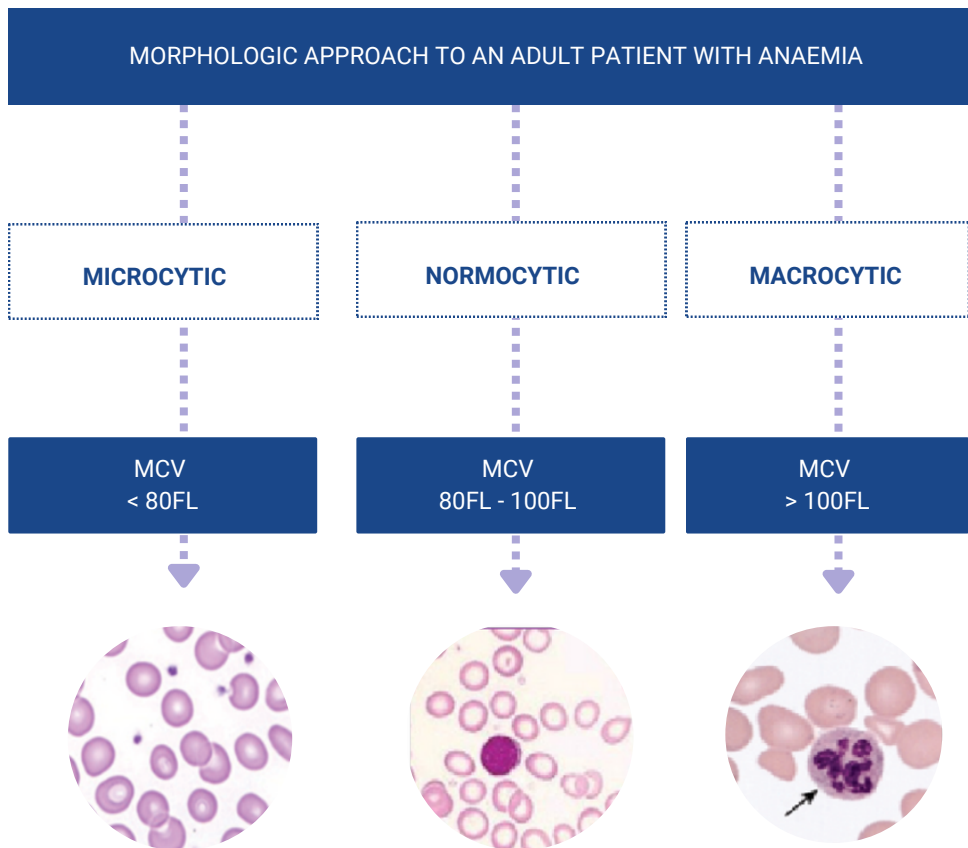 MORPHOLOGIC APPROACH TO AN ADULT PATIENT WITH ANAEMIA
MICROCYTIC
NORMOCYTIC
MACROCYTIC
MCV
< 80FL
MCV
80FL - 100FL
MCV
> 100FL